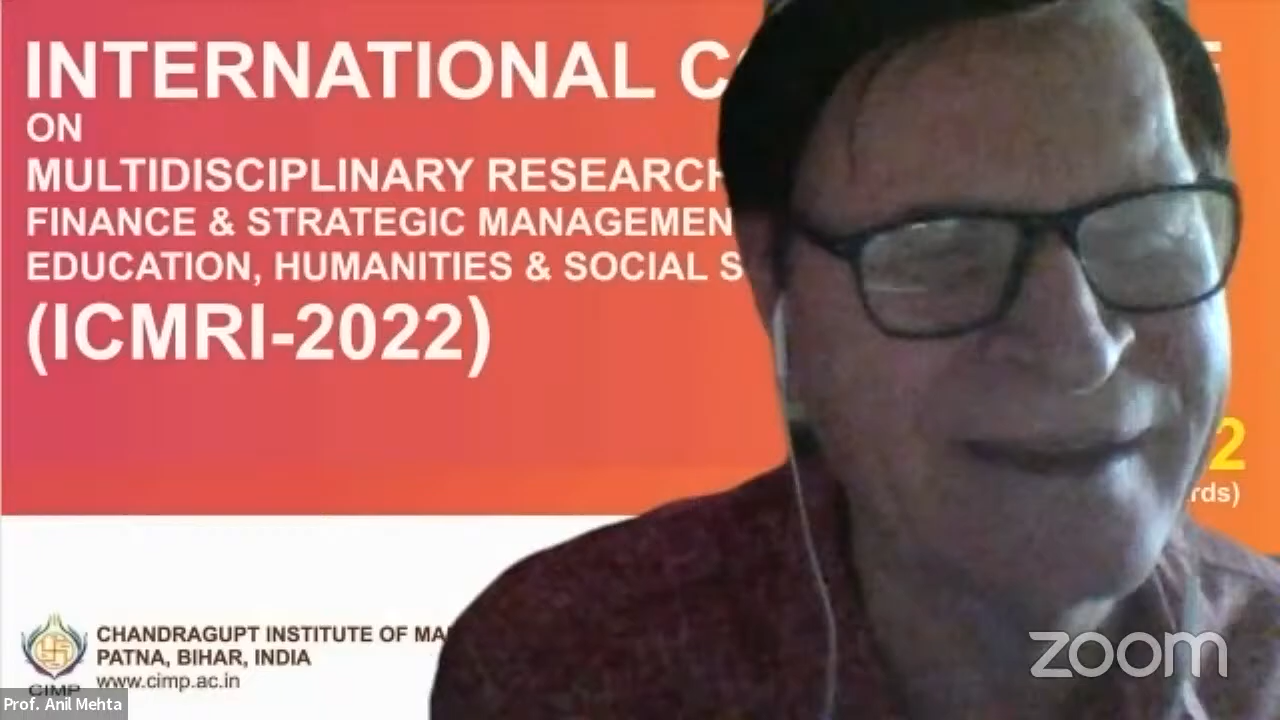 INTERNATIONAL C
ON
MULTIDISCIPLINARY RESEARCH
FINANCE & STRATEGIC MANAGEMEN
EDUCATION, HUMANITIES & SOCIAL S
(ICMRI-2022)
2
rds)
CHANDRAGUPT INSTITUTE OF MA
PATNA, BIHAR, INDIA
www.cimp.ac.in
CIMP
Prof. Anil Mehta
zoom